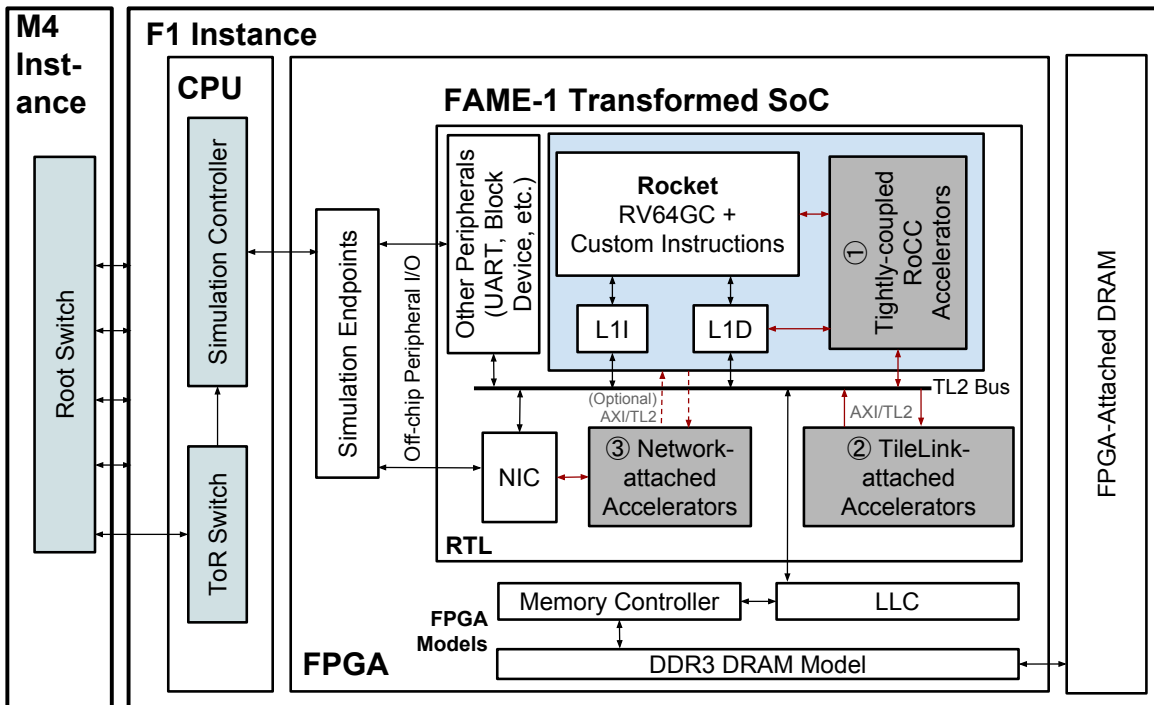 M4
Inst-
ance
Root Switch
F1 Instance
CPU
Simulation Controller
ToR Switch
Simulation Endpoints
Off-chip Peripheral I/O
FPGA
FAME-1 Transformed SoC
Other Peripherals
(UART, Block
Device, etc.)
Rocket
RV64GC +
Custom Instructions
①
Tightly-coupled
RoCC
Accelerators
L1I
L1D
TL2 Bus
(Optional)
AXI/TL2
AXI/TL2
NIC
③ Network-
attached
Accelerators
② TileLink-
attached
Accelerators
RTL
Memory Controller
LLC
FPGA
Models
DDR3 DRAM Model
FPGA-Attached DRAM